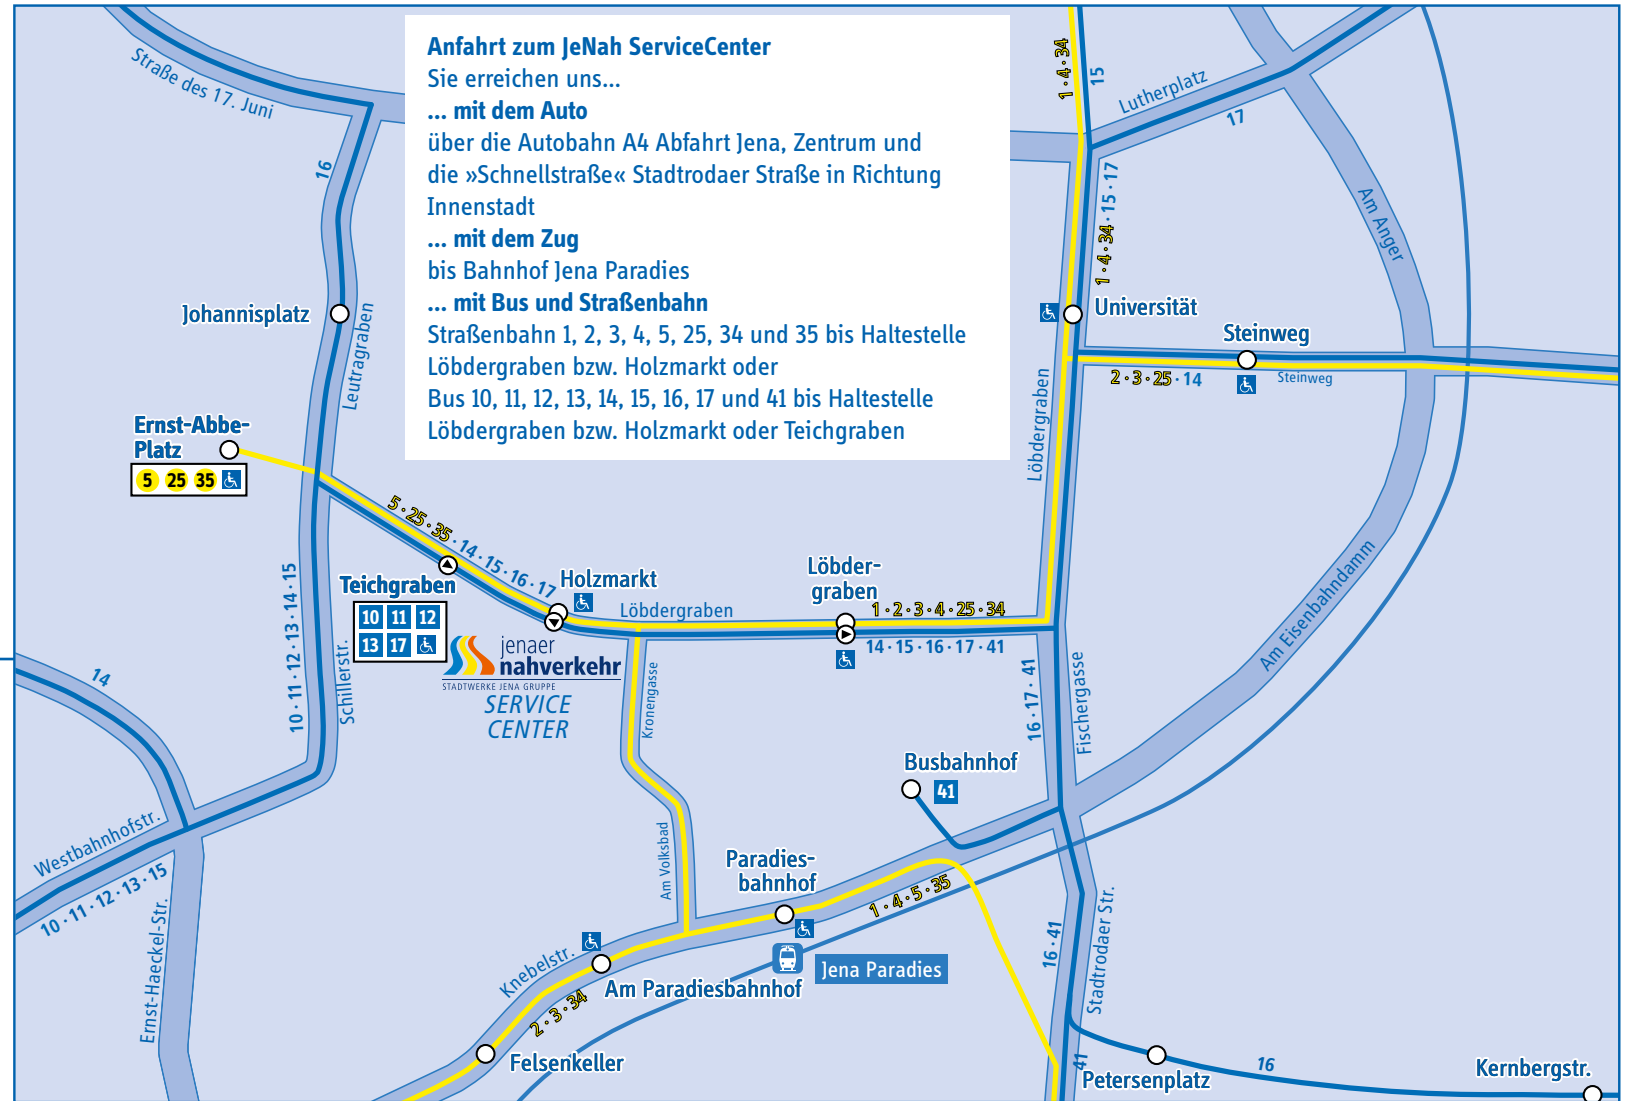 Anfahrt zum JeNah ServiceCenter
Sie erreichen uns...
... mit dem Auto
über die Autobahn A4 Abfahrt Jena, Zentrum und
die »Schnellstraße« Stadtrodaer Straße in Richtung
Innenstadt
... mit dem Zug
bis Bahnhof Jena Paradies
... mit Bus und Straßenbahn
Straßenbahn 1, 2, 3, 4, 5, 25, 34 und 35 bis Haltestelle
Löbdergraben bzw. Holzmarkt oder
Bus 10, 11, 12, 13, 14, 15, 16, 17 und 41 bis Haltestelle
Löbdergraben bzw. Holzmarkt oder Teichgraben
Straße des 17. Juni
16
1 · 4 · 34
15
Lutherplatz
17
Am Anger
1 · 4 · 34 · 15 · 17
Johannisplatz
Leutragraben
Universität
Steinweg
2 · 3 · 25 · 14
Steinweg
Löbdergraben
Ernst-Abbe-
Platz
5 25 35
5 · 25 · 35 · 14 · 15 · 16 · 17
Teichgraben
10 11 12
13 17
Holzmarkt
Löbdergraben
Löbder-
graben
1 · 2 · 3 · 4 · 25 · 34
14 · 15 · 16 · 17 · 41
Am Eisenbahndamm
10 · 11 · 12 · 13 · 14 · 15
Schillerstr.
jenaer
nahverkehr
STADTWERKE JENA GRUPPE
SERVICE
CENTER
Kronengasse
16 · 17 · 41
Fischergasse
14
Busbahnhof
41
Westbahnhofstr.
10 · 11 · 12 · 13 · 15
Ernst-Haeckel-Str.
Am Volksbad
Paradies-
bahnhof
1 · 4 · 5 · 35
Knebelstr.
Am Paradiesbahnhof
Jena Paradies
2 · 3 · 34
Felsenkeller
16 · 41
Stadtrodaer Str.
41
Petersenplatz
16
Kernbergstr.